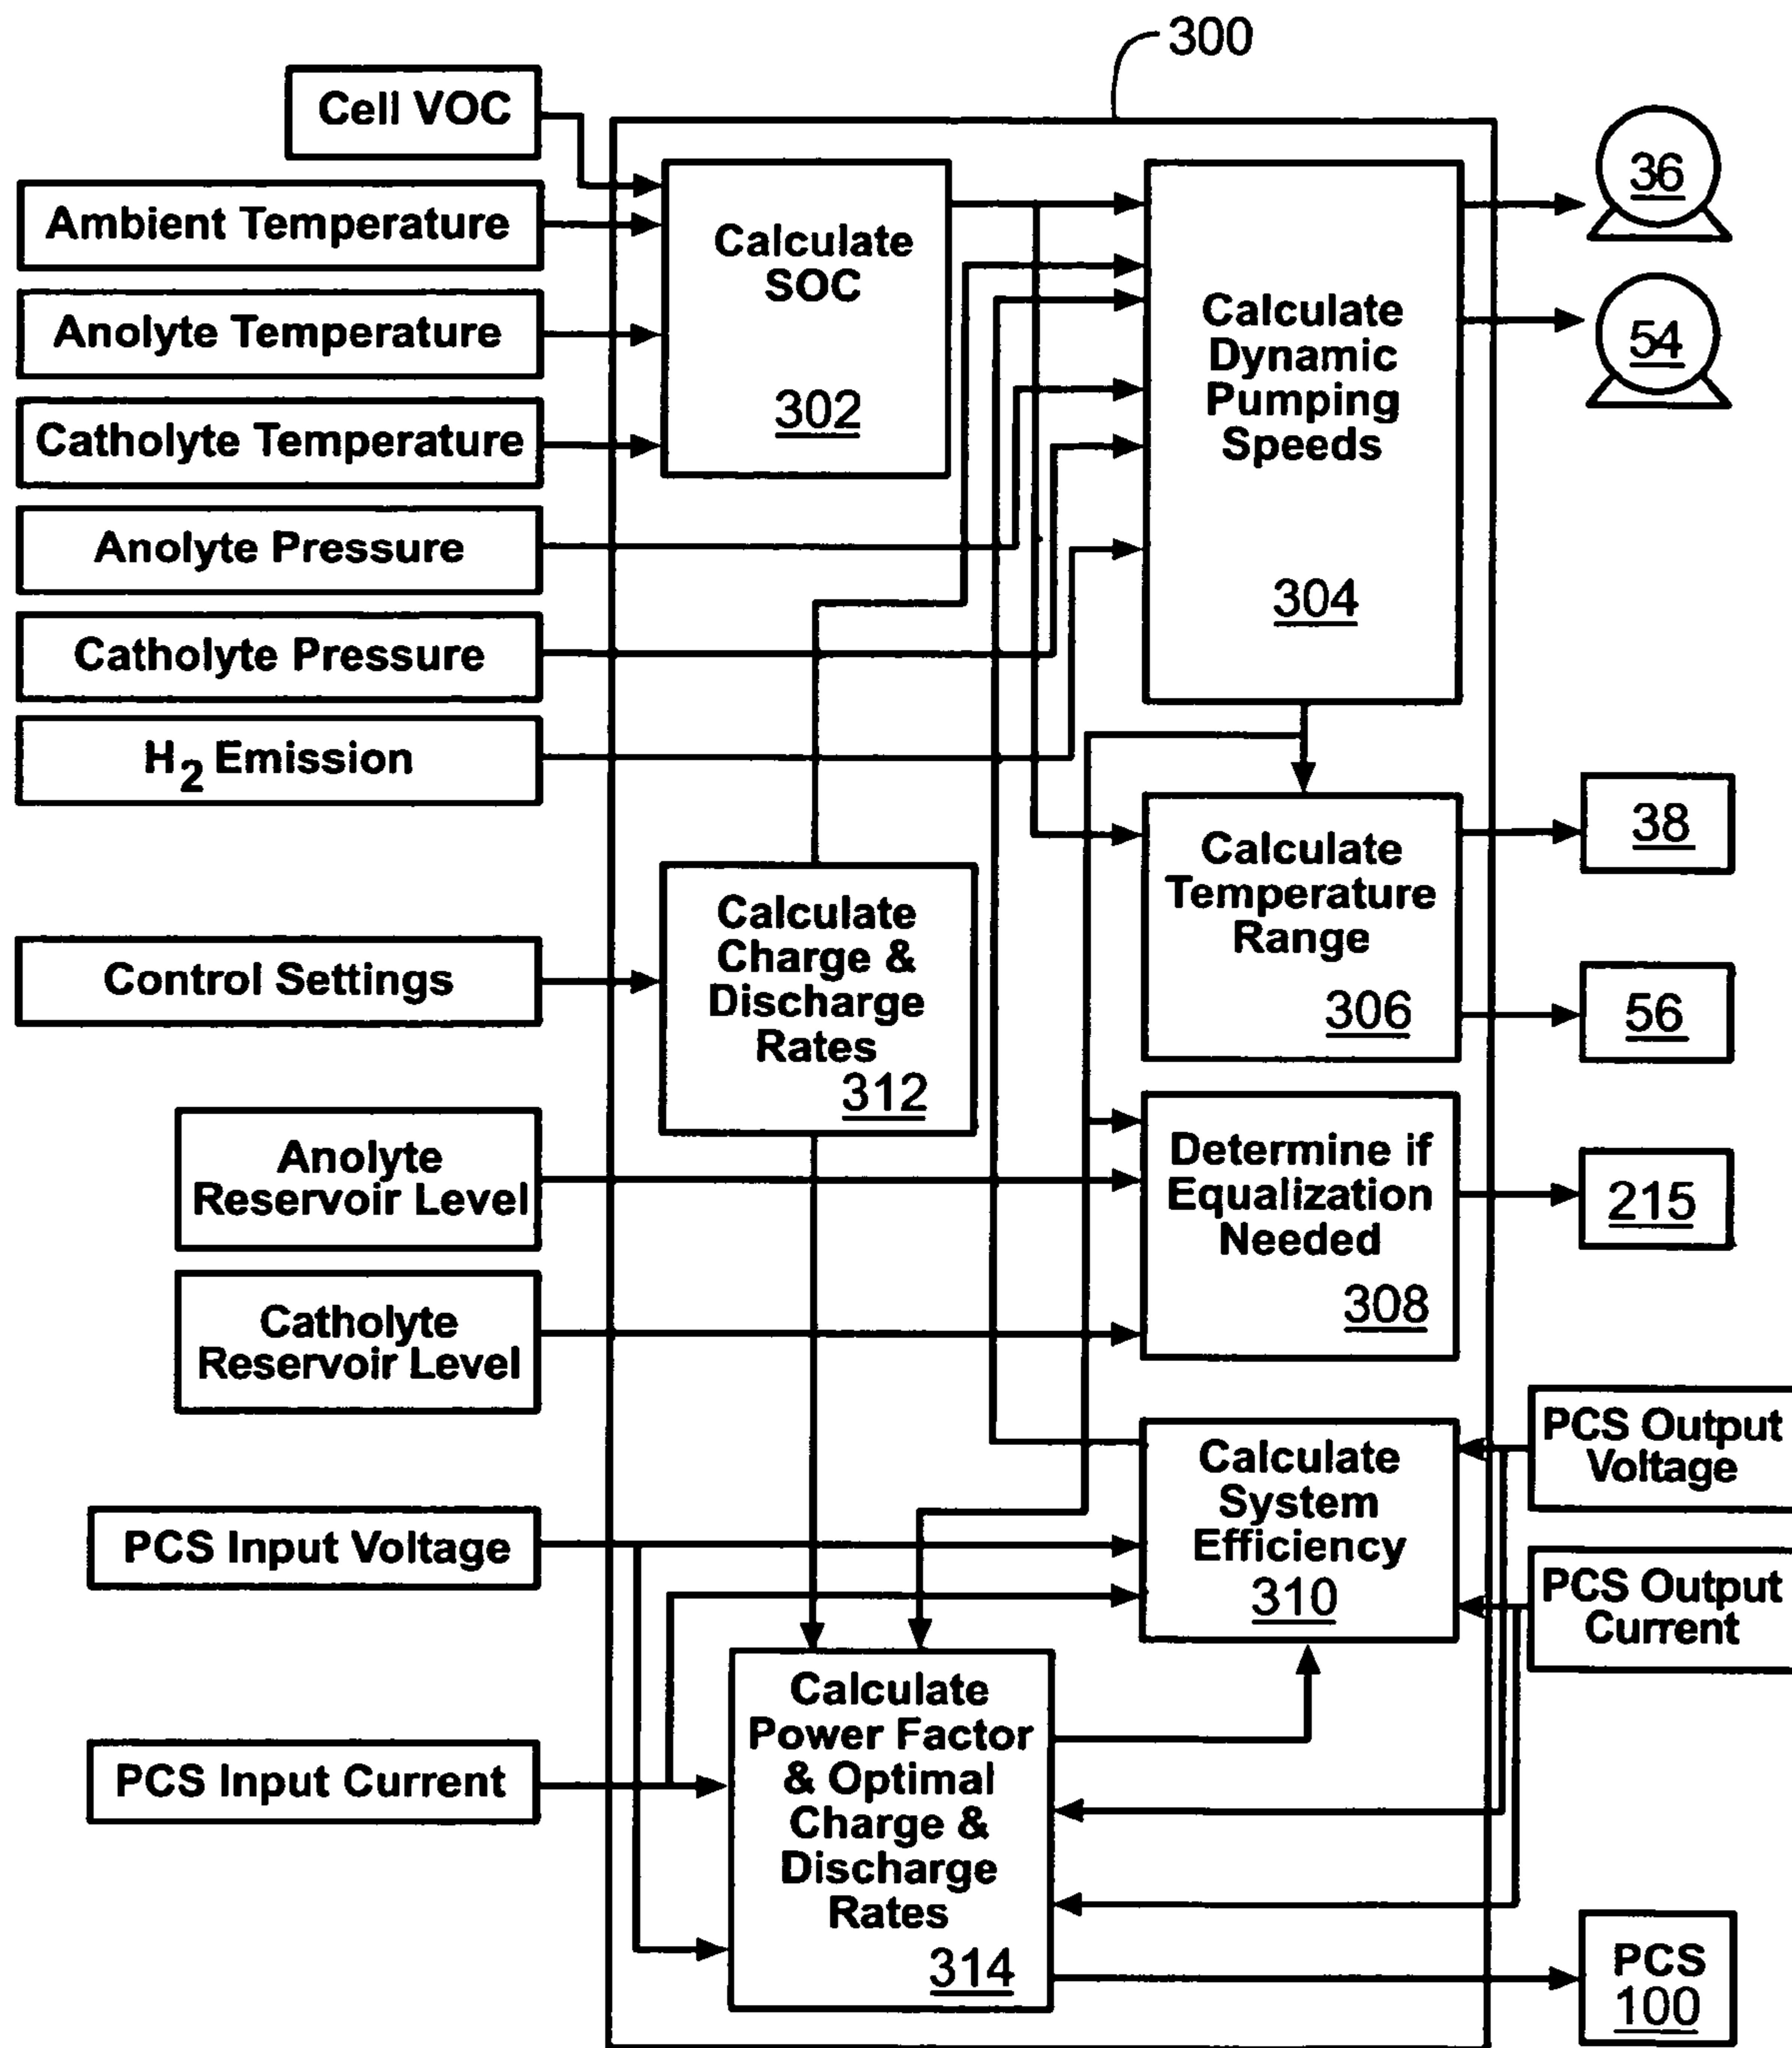 300
Cell VOC
Ambient Temperature
Anolyte Temperature
Catholyte Temperature
Anolyte Pressure
Catholyte Pressure
H2 Emission
Control Settings
Anolyte
Reservoir Level
Catholyte
Reservoir Level
PCS Input Voltage
PCS Input Current
Calculate
SOC
302
Calculate
Charge &
Discharge
Rates
312
Calculate
Power Factor
& Optimal
Charge &
Discharge
Rates
314
Calculate
Dynamic
Pumping
Speeds
304
Calculate
Temperature
Range
306
Determine if
Equalization
Needed
308
Calculate
System
Efficiency
310
36
54
38
56
215
PCS Output
Voltage
PCS Output
Current
PCS
100